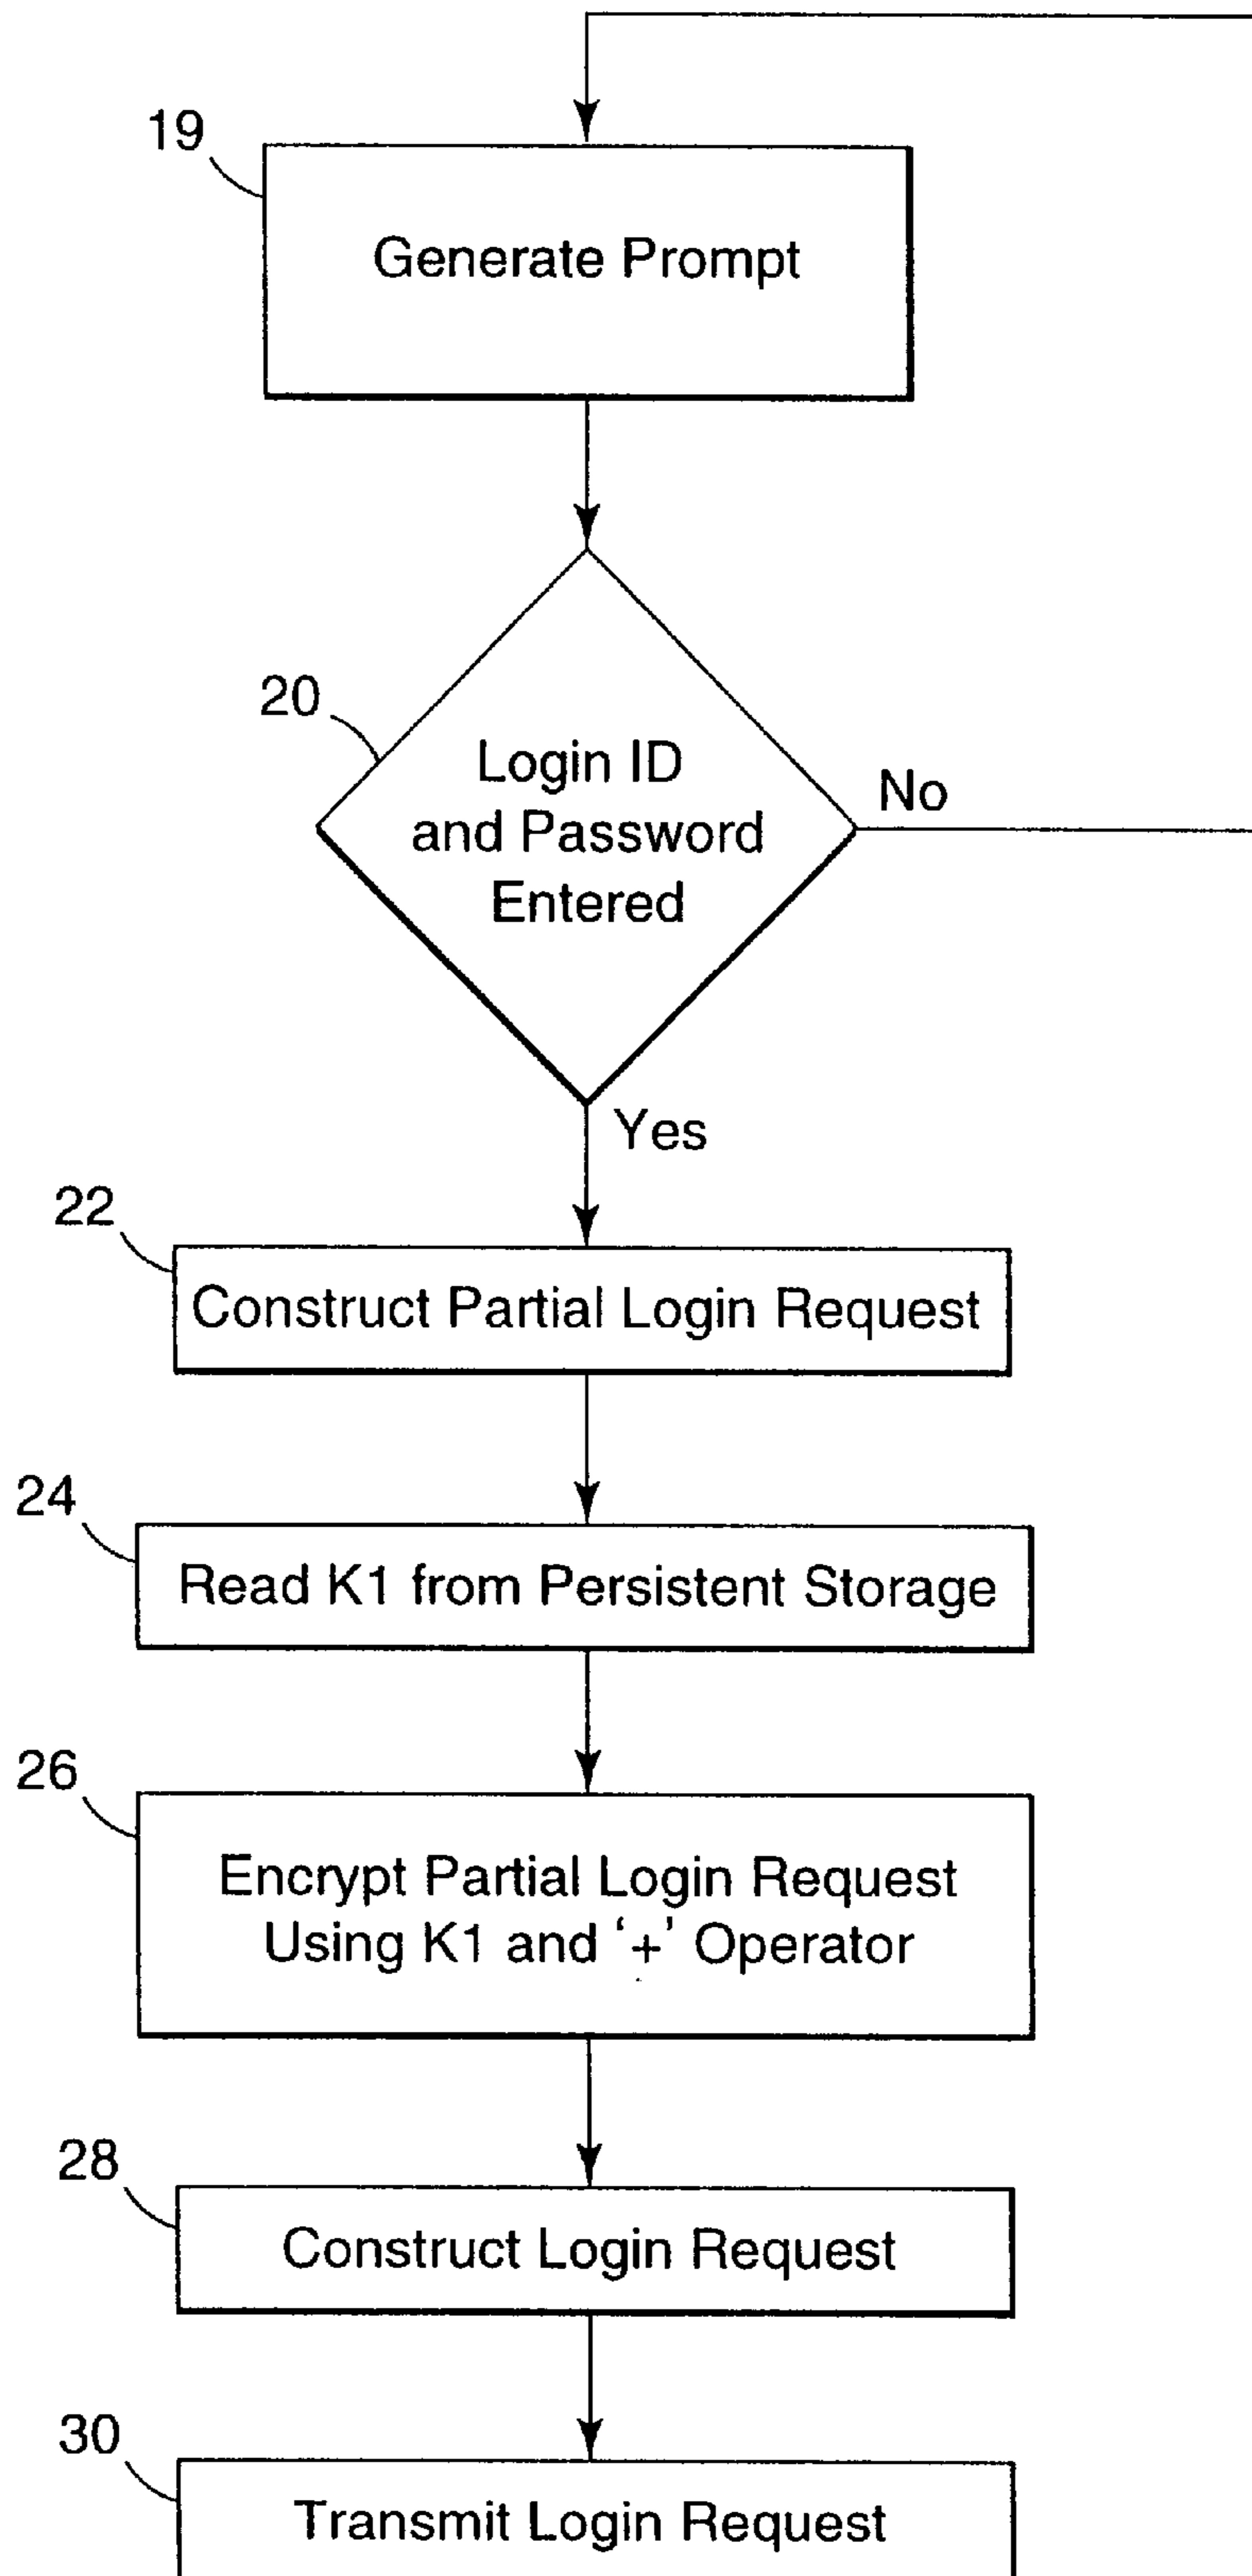 19
Generate Prompt
20
Login ID
and Password
Entered
No
Yes
22
Construct Partial Login Request
24
Read K1 from Persistent Storage
26
Encrypt Partial Login Request
Using K1 and ‘+’ Operator
28
Construct Login Request
30
Transmit Login Request